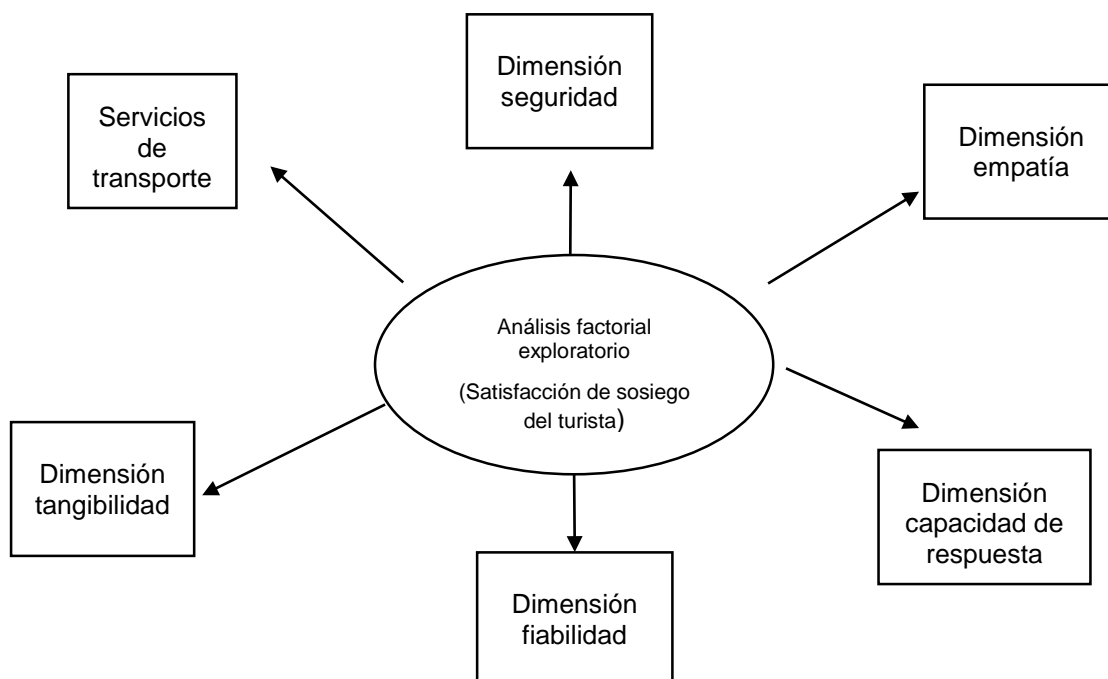 Dimensión
seguridad
Servicios
de
transporte
Dimensión
empatía
Análisis factorial
exploratorio
(Satisfacción de sosiego
del turista)
Dimensión
tangibilidad
Dimensión
capacidad de
respuesta
Dimensión
fiabilidad